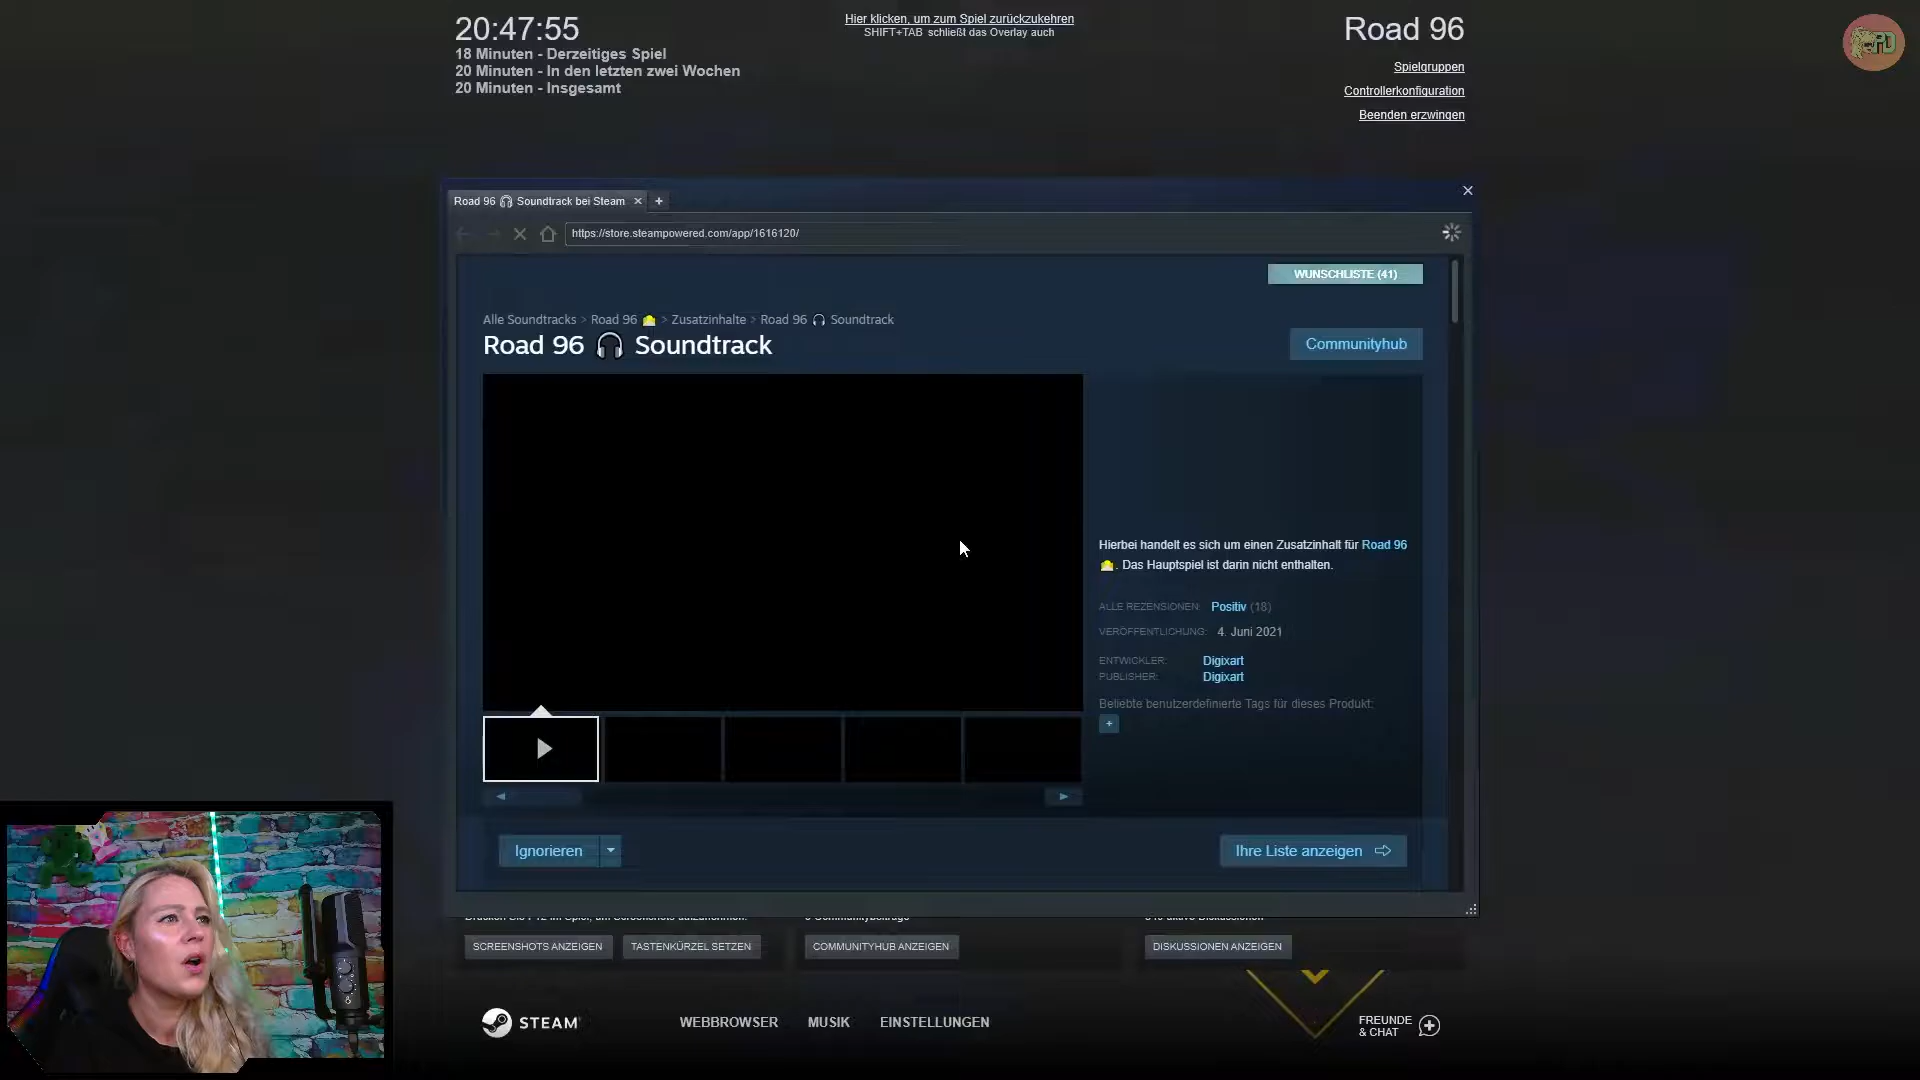 20:47:55
18 Minuten - Derzeitiges Spiel
20 Minuten - In den letzten zwei Wochen
20 Minuten - Insgesamt
Hier klicken, um zum Spiel zurückzukehren
SHIFT+TAB schließt das Overlay auch
Road 96
Spielgruppen
Controllerkonfiguration
Beenden erzwingen
PD
Road 96 🎧 Soundtrack bei Steam
https://store.steampowered.com/app/1616120/
WUNSCHLISTE (41)
Alle Soundtracks > Road 96 > Zusatzinhalte > Road 96 🎧 Soundtrack
Road 96 🎧 Soundtrack
Communityhub
Hierbei handelt es sich um einen Zusatzinhalt für Road 96
. Das Hauptspiel ist darin nicht enthalten.
ALLE REZENSIONEN: Positiv (18)
VERÖFFENTLICHUNG: 4. Juni 2021
ENTWICKLER: Digixart
PUBLISHER: Digixart
Beliebte benutzerdefinierte Tags für dieses Produkt:
+
Ignorieren
Ihre Liste anzeigen
SCREENSHOTS ANZEIGEN
TASTENKÜRZEL SETZEN
COMMUNITYHUB ANZEIGEN
DISKUSSIONEN ANZEIGEN
STEAM
WEBBROWSER
MUSIK
EINSTELLUNGEN
FREUNDE
& CHAT